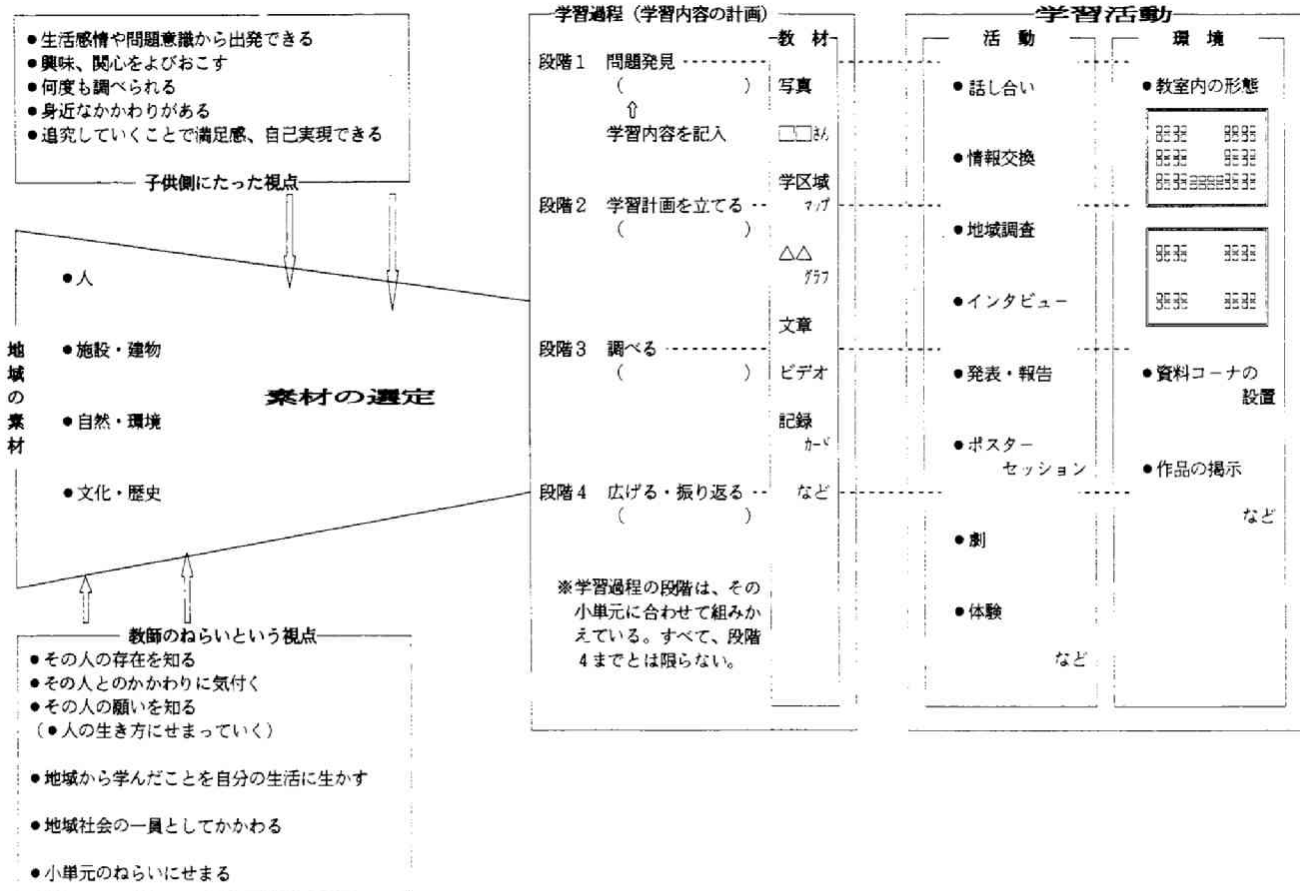 ●生活感情や問題意識から出発できる
●興味、関心をよびおこす
●何度も調べられる
●身近なかかわりがある
●追究していくことで満足感、自己実現できる
子供側にたった視点
地域の素材
●人
●施設・建物
●自然・環境
●文化・歴史
素材の選定
教師のねらいという視点
●その人の存在を知る
●その人とのかかわりに気付く
●その人の願いを知る
(●人の生き方にせまっていく)
●地域から学んだことを自分の生活に生かす
●地域社会の一員としてかかわる
●小単元のねらいにせまる
学習過程(学習内容の計画)
段階1 問題発見
( )
⇧
学習内容を記入
段階2 学習計画を立てる
( )
段階3 調べる
( )
段階4 広げる・振り返る
( )
※学習過程の段階は、その
小単元に合わせて組みか
えている。すべて、段階
4までとは限らない。
教 材
写真
□□さん
学区域
マップ
△△
グラフ
文章
ビデオ
記録
カード
など
学習活動
活 動
●話し合い
●情報交換
●地域調査
●インタビュー
●発表・報告
●ポスター
セッション
●劇
●体験
など
環 境
●教室内の形態
●資料コーナの
設置
●作品の掲示
など